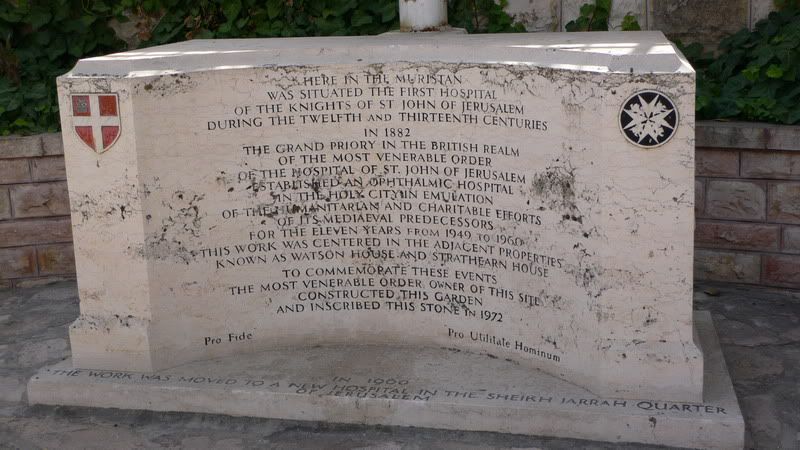 HERE IN THE MURISTAN
WAS SITUATED THE FIRST HOSPITAL
OF THE KNIGHTS OF ST JOHN OF JERUSALEM
DURING THE TWELFTH AND THIRTEENTH CENTURIES
IN 1882
THE GRAND PRIORY IN THE BRITISH REALM
OF THE MOST VENERABLE ORDER
OF THE HOSPITAL OF ST. JOHN OF JERUSALEM
ESTABLISHED AN OPHTHALMIC HOSPITAL
IN THE HOLY CITY IN EMULATION
OF THE HUMANITARIAN AND CHARITABLE EFFORTS
OF ITS MEDIAEVAL PREDECESSORS
FOR THE ELEVEN YEARS FROM 1949 TO 1960
THIS WORK WAS CENTERED IN THE ADJACENT PROPERTIES
KNOWN AS WATSON HOUSE AND STRATHEARN HOUSE
TO COMMEMORATE THESE EVENTS
THE MOST VENERABLE ORDER, OWNER OF THIS SITE
CONSTRUCTED THIS GARDEN
AND INSCRIBED THIS STONE IN 1972
Pro Fide Pro Utilitate Hominum
IN 1960
THE WORK WAS MOVED TO A NEW HOSPITAL IN THE SHEIKH JARRAH QUARTER
OF JERUSALEM